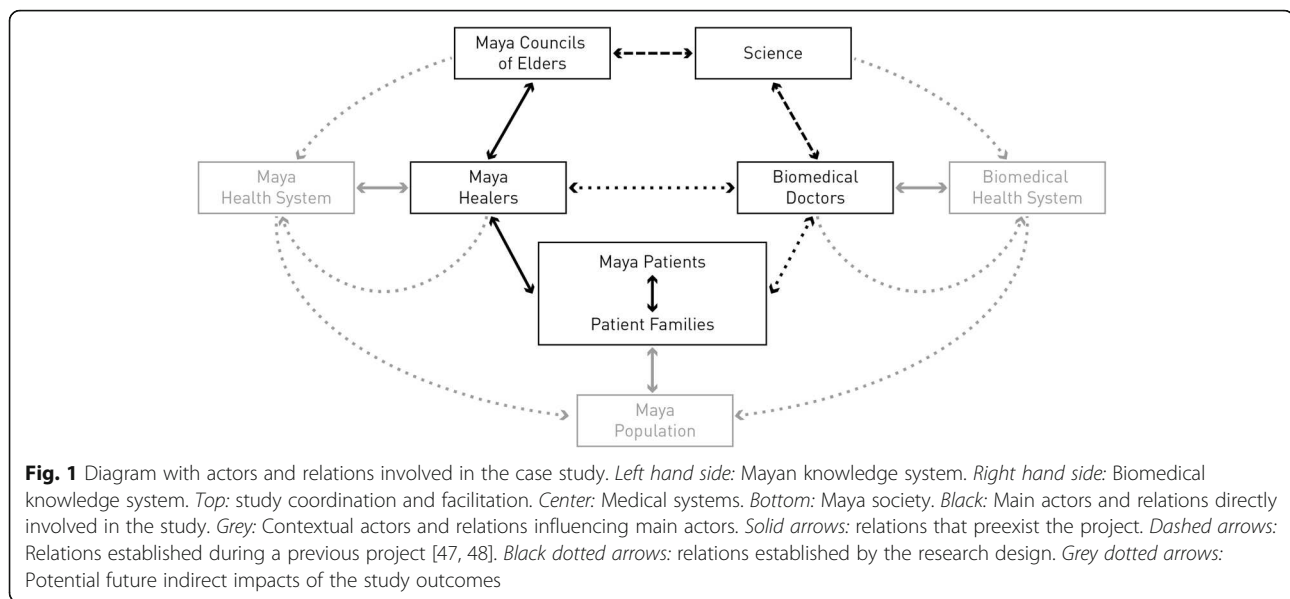 Maya Councils
of Elders
Science
Maya
Health System
Maya
Healers
Biomedical
Doctors
Biomedical
Health System
Maya Patients
Patient Families
Maya
Population
Fig. 1 Diagram with actors and relations involved in the case study. Left hand side: Mayan knowledge system. Right hand side: Biomedical
knowledge system. Top: study coordination and facilitation. Center: Medical systems. Bottom: Maya society. Black: Main actors and relations directly
involved in the study. Grey: Contextual actors and relations influencing main actors. Solid arrows: relations that preexist the project. Dashed arrows:
Relations established during a previous project [47, 48]. Black dotted arrows: relations established by the research design. Grey dotted arrows:
Potential future indirect impacts of the study outcomes